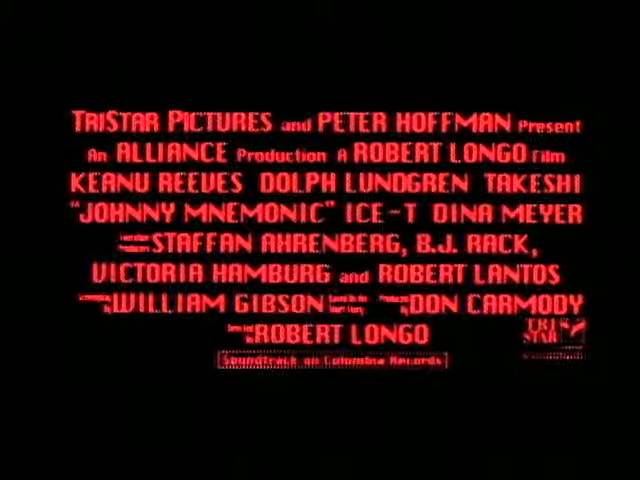 TRISTAR PICTURES and PETER HOFFMAN Present
An ALLIANCE Production A ROBERT LONGO Film
KEANU REEVES DOLPH LUNDGREN TAKESHI
"JOHNNY MNEMONIC" ICE-T DINA MEYER
STAFFAN AHRENBERG, B.J. RACK,
VICTORIA HAMBURG and ROBERT LANTOS
WILLIAM GIBSON DON CARMODY
ROBERT LONGO
TRI STAR
Soundtrack on Columbia Records